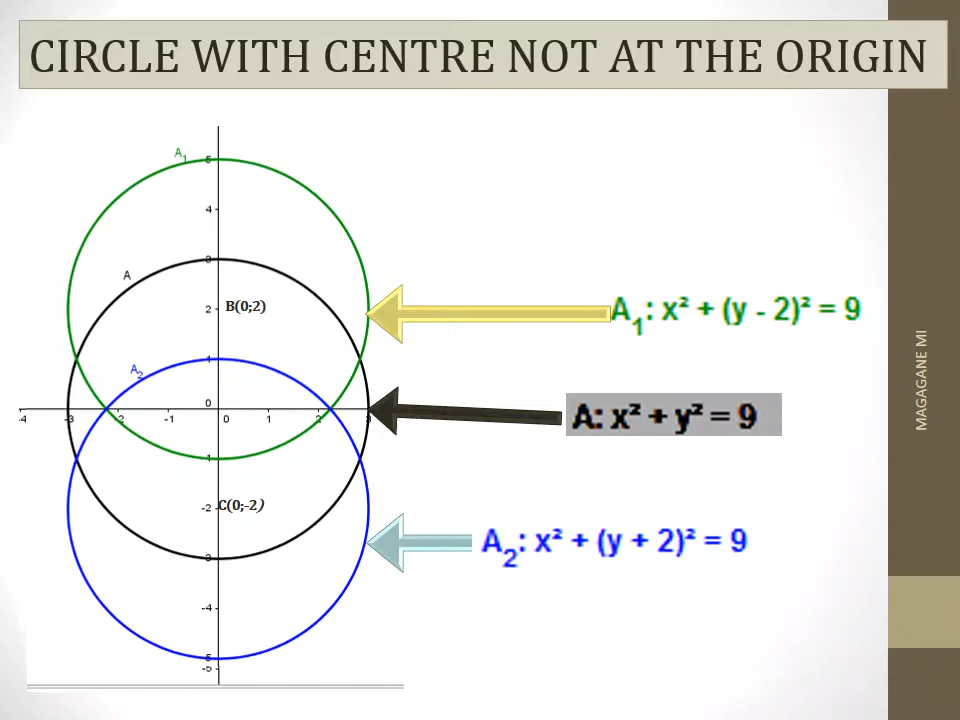 CIRCLE WITH CENTRE NOT AT THE ORIGIN
A₁
5
4
3
A
B(0;2)
2
A₁: x² + (y - 2)² = 9
1
A₂
0
-4 -3 -2 -1 0 1 2 3
A: x² + y² = 9
-1
-2
C(0;-2)
A₂: x² + (y + 2)² = 9
-3
-4
-5
MAGAGANE MI